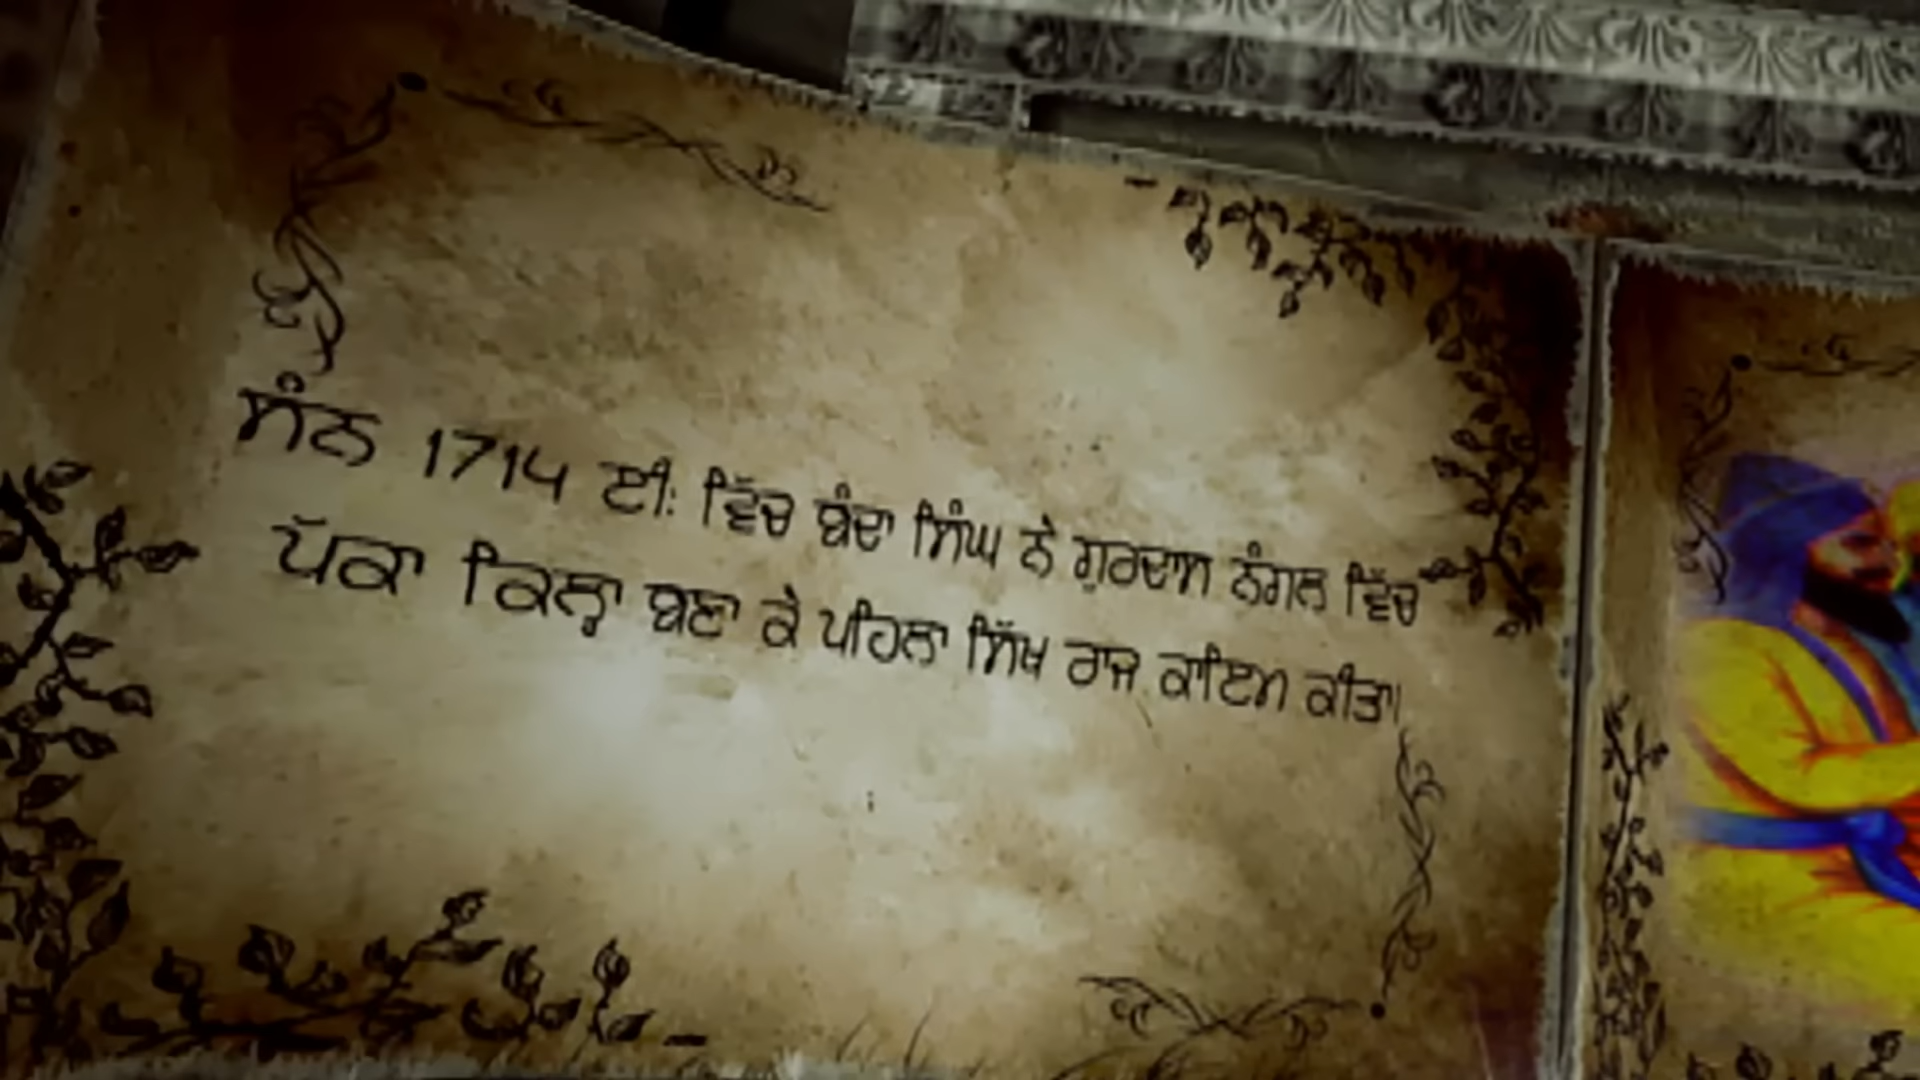 ਸੰਨ 1714 ਈ: ਵਿੱਚ ਬੰਦਾ ਸਿੰਘ ਨੇ ਗੁਰਦਾਸ ਨੰਗਲ ਵਿੱਚ
ਪੱਕਾ ਕਿਲ੍ਹਾ ਬਣਾ ਕੇ ਪਹਿਲਾ ਸਿੱਖ ਰਾਜ ਕਾਇਮ ਕੀਤਾ।